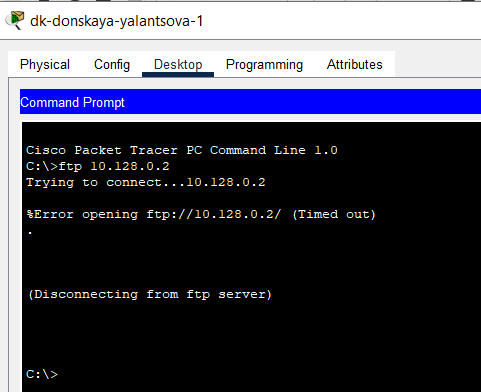 dk-donskaya-yalantsova-1
Physical Config Desktop Programming Attributes
Command Prompt
Cisco Packet Tracer PC Command Line 1.0
C:\>ftp 10.128.0.2
Trying to connect...10.128.0.2
%Error opening ftp://10.128.0.2/ (Timed out)
.
(Disconnecting from ftp server)
C:\>